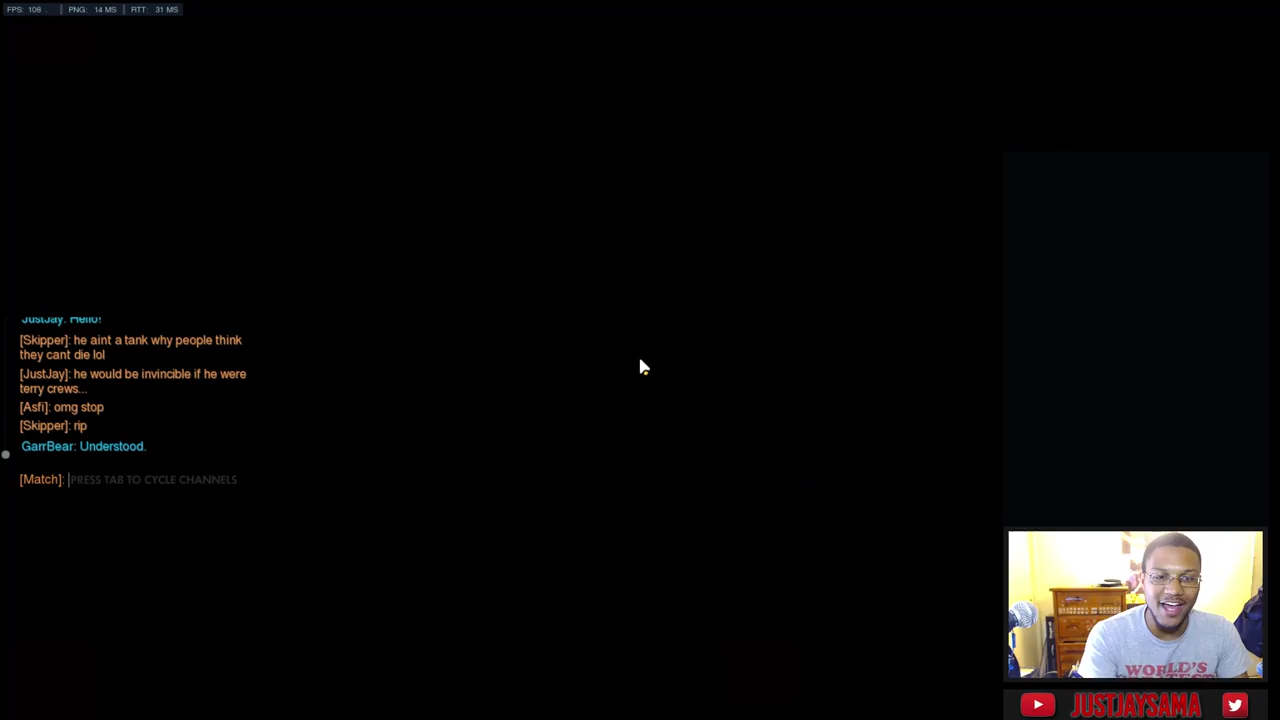 FPS: 108 . | PNG: 14 MS | RTT: 31 MS
JustJay: Hello!
[Skipper]: he aint a tank why people think
they cant die lol
[JustJay]: he would be invincible if he were
terry crews...
[Asfi]: omg stop
[Skipper]: rip
GarrBear: Understood.
[Match]: PRESS TAB TO CYCLE CHANNELS
WORLD'S
JUSTJAYSAMA